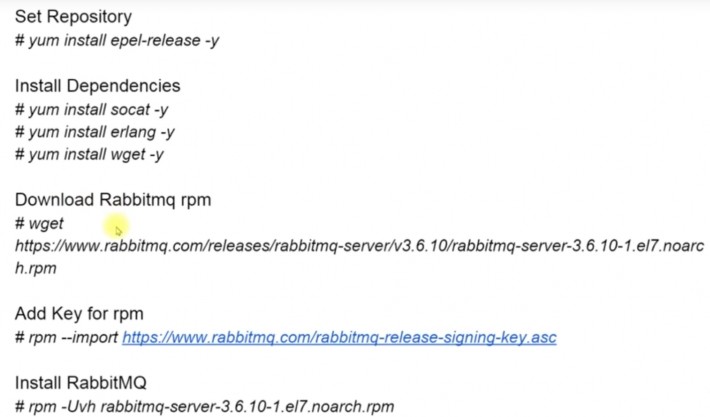 Set Repository
# yum install epel-release -y
Install Dependencies
# yum install socat -y
# yum install erlang -y
# yum install wget -y
Download Rabbitmq rpm
# wget
https://www.rabbitmq.com/releases/rabbitmq-server/v3.6.10/rabbitmq-server-3.6.10-1.el7.noarc
h.rpm
Add Key for rpm
# rpm --import https://www.rabbitmq.com/rabbitmq-release-signing-key.asc
Install RabbitMQ
# rpm -Uvh rabbitmq-server-3.6.10-1.el7.noarch.rpm